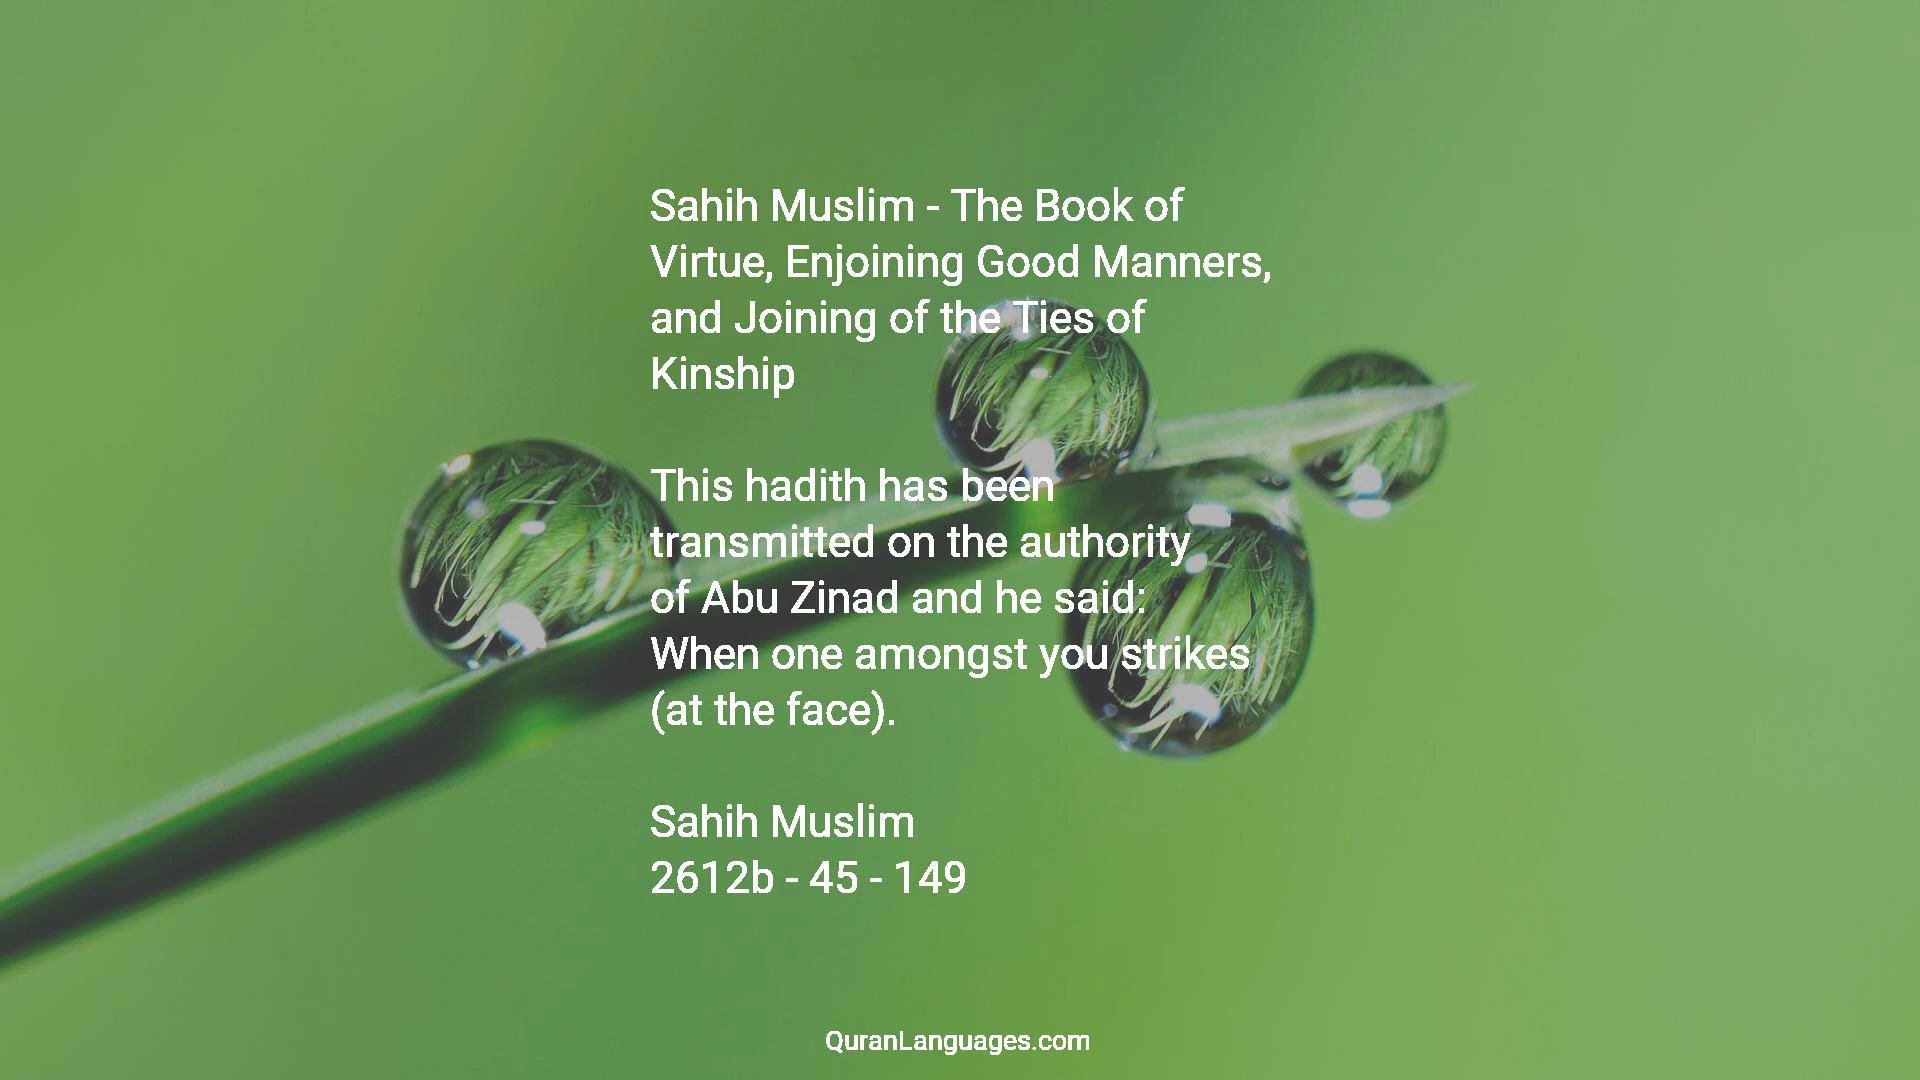 Sahih Muslim - The Book of
Virtue, Enjoining Good Manners,
and Joining of the Ties of
Kinship
This hadith has been
transmitted on the authority
of Abu Zinad and he said:
When one amongst you strikes
(at the face).
Sahih Muslim
2612b - 45 - 149
QuranLanguages.com